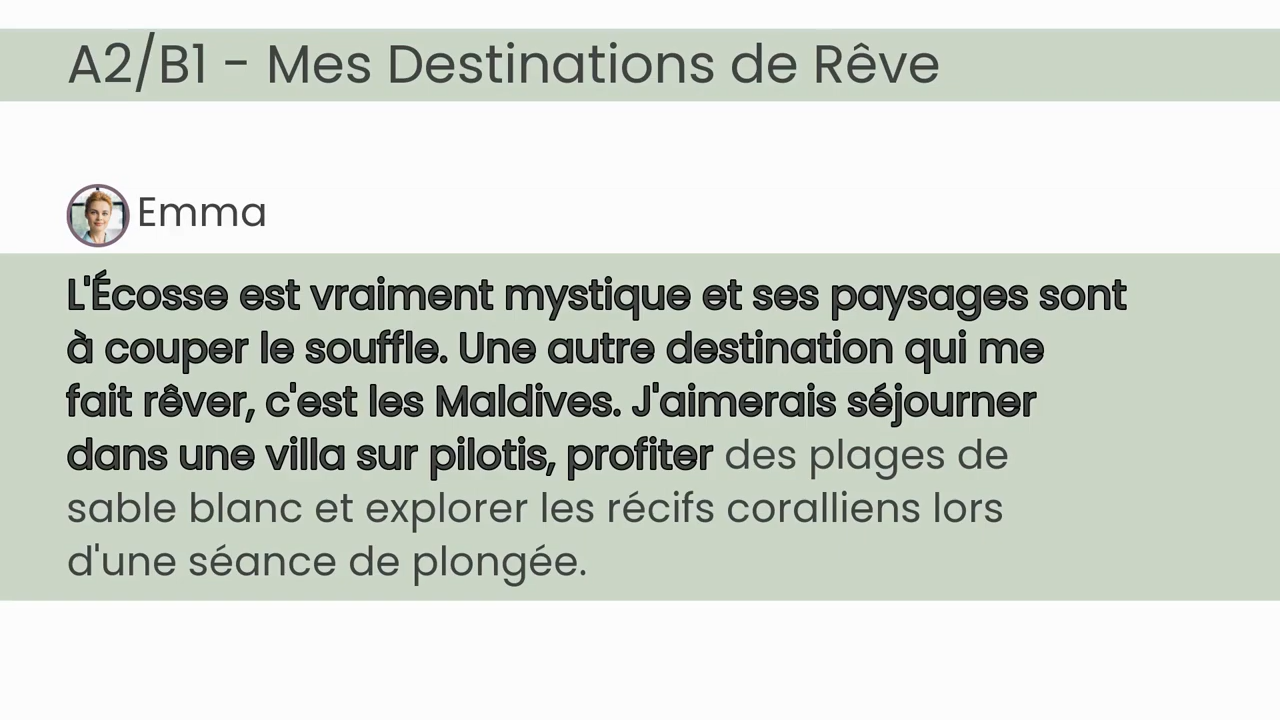 A2/B1 - Mes Destinations de Rêve
Emma
L'Écosse est vraiment mystique et ses paysages sont
à couper le souffle. Une autre destination qui me
fait rêver, c'est les Maldives. J'aimerais séjourner
dans une villa sur pilotis, profiter des plages de
sable blanc et explorer les récifs coralliens lors
d'une séance de plongée.